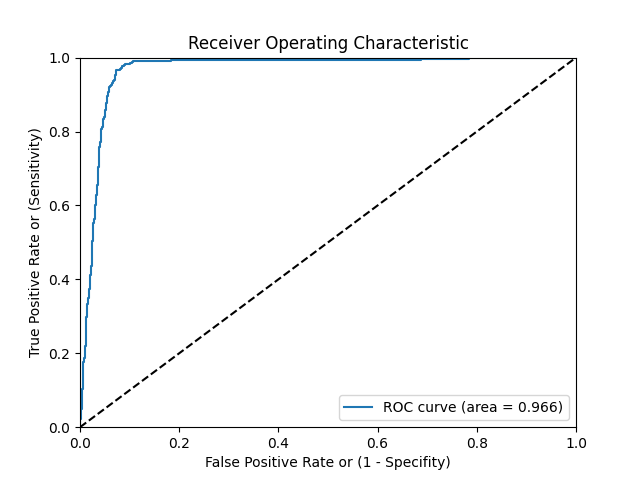 Receiver Operating Characteristic
1.0
0.8
0.6
0.4
0.2
0.0
True Positive Rate or (Sensitivity)
ROC curve (area = 0.966)
0.0 0.2 0.4 0.6 0.8 1.0
False Positive Rate or (1 - Specifity)